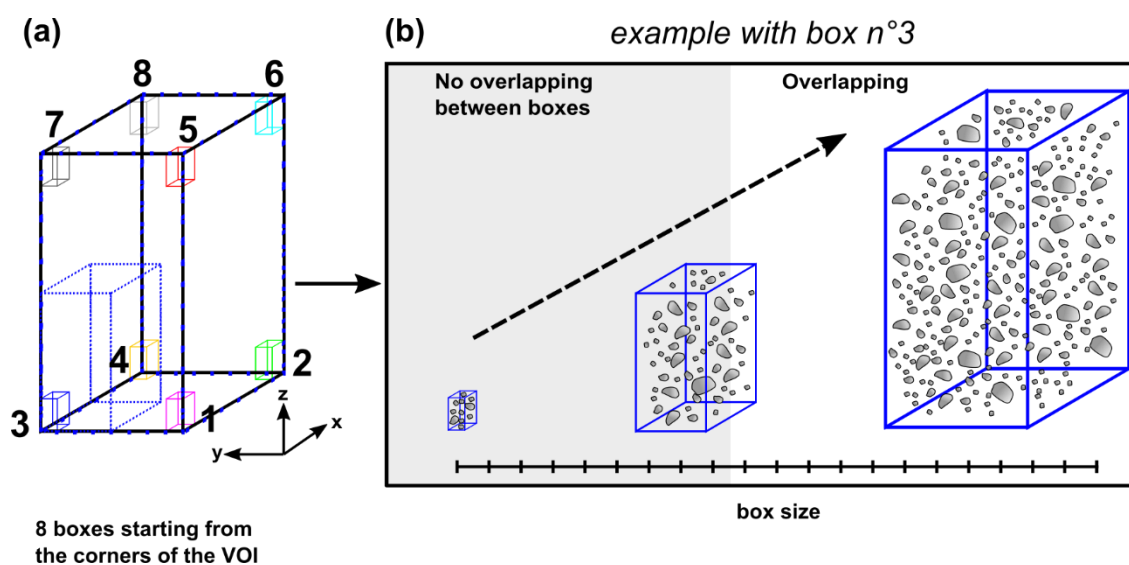 (a)
8
6
7
5
4
2
3
1
z
x
y
8 boxes starting from
the corners of the VOI
(b)
example with box n°3
No overlapping
between boxes
Overlapping
box size